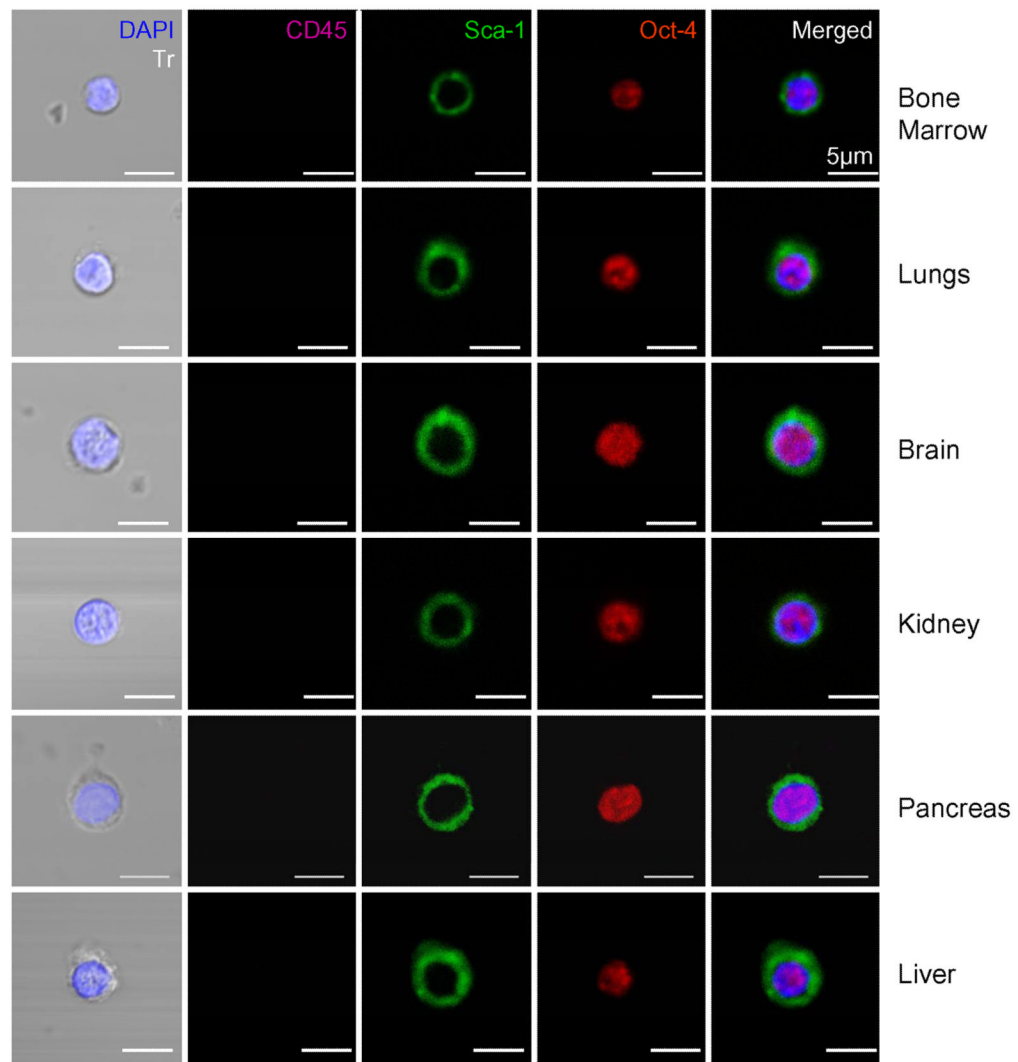 DAPI
Tr
CD45
Sca-1
Oct-4
Merged
5µm
Bone
Marrow
Lungs
Brain
Kidney
Pancreas
Liver